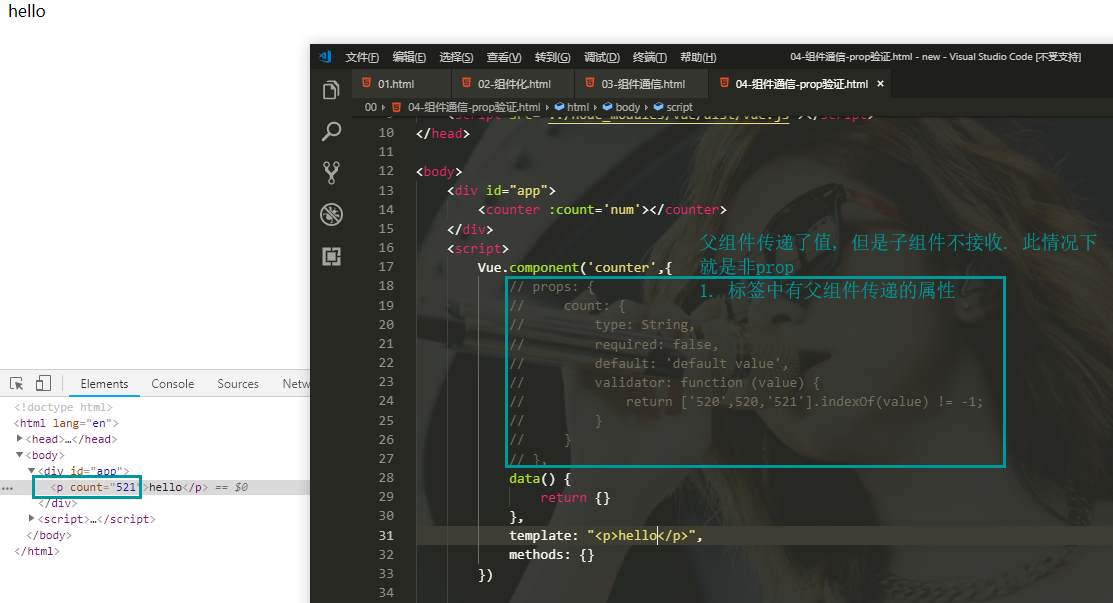 hello
文件(F) 编辑(E) 选择(S) 查看(V) 转到(G) 调试(D) 终端(T) 帮助(H) 04-组件通信-prop验证.html - new - Visual Studio Code [不受支持]
01.html 02-组件化.html 03-组件通信.html 04-组件通信-prop验证.html ×
00 › 04-组件通信-prop验证.html › html › body › script
9 <script src="../node_modules/vue/dist/vue.js"></script>
10 </head>
11
12 <body>
13 <div id="app">
14 <counter :count='num'></counter>
15 </div>
16 <script>
17 Vue.component('counter',{
18 // props: {
19 // count: {
20 // type: String,
21 // required: false,
22 // default: 'default value',
23 // validator: function (value) {
24 // return ['520',520,'521'].indexOf(value) != -1;
25 // }
26 // }
27 // },
28 data() {
29 return {}
30 },
31 template: "<p>hello</p>",
32 methods: {}
33 })
34
父组件传递了值, 但是子组件不接收. 此情况下
就是非prop
1. 标签中有父组件传递的属性
Elements Console Sources Netw
<!doctype html>
<html lang="en">
<head>…</head>
<body>
<div id="app">
<p count="521">hello</p> == $0
</div>
<script>…</script>
</body>
</html>